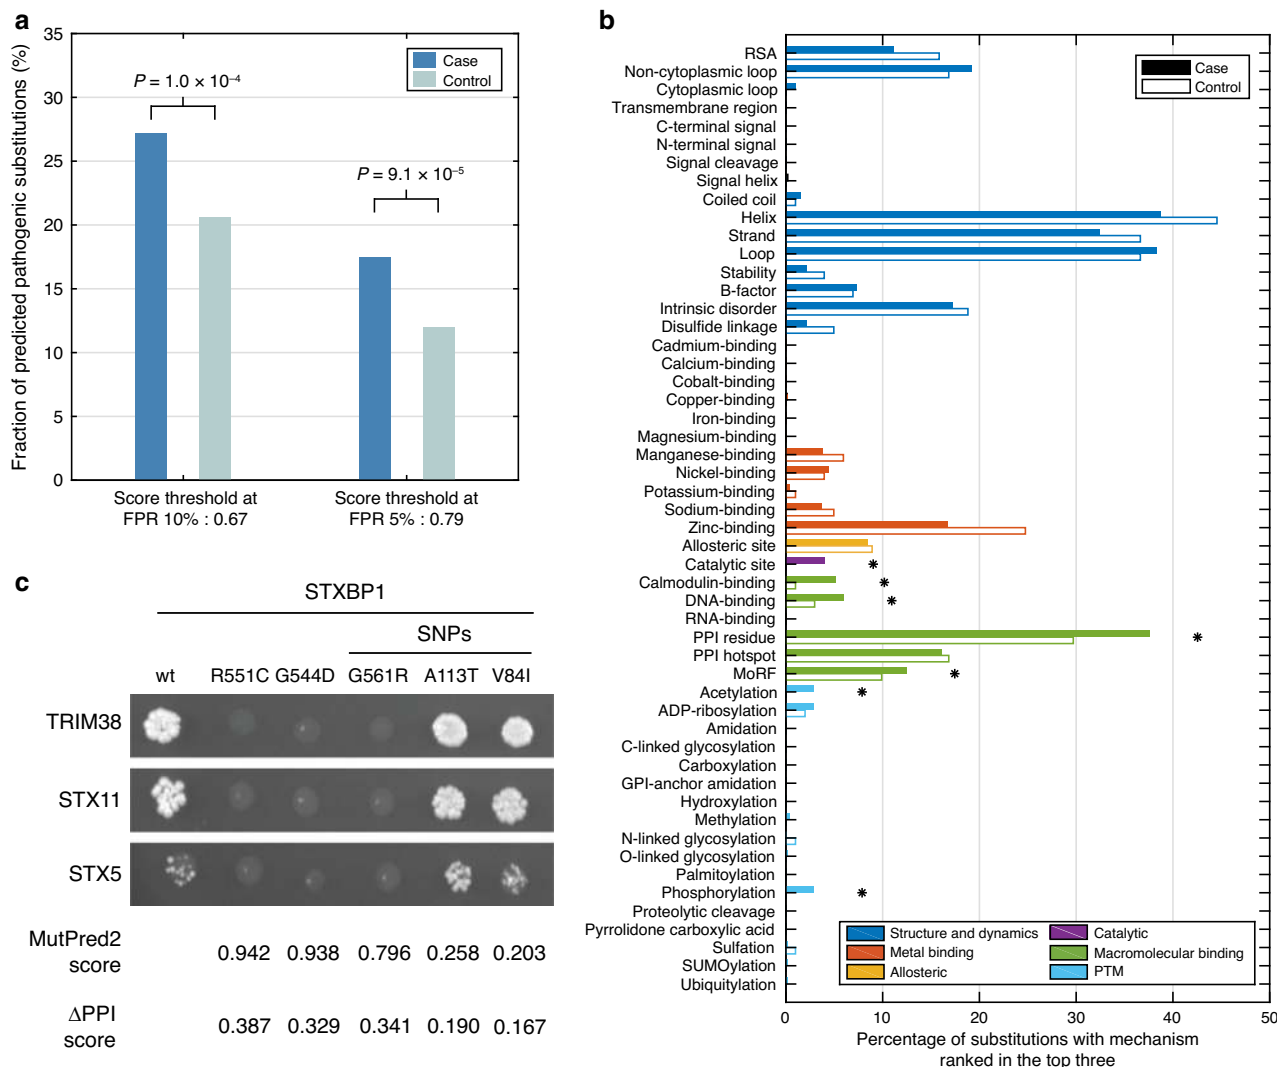 a
35
30
25
20
15
10
5
0
Fraction of predicted pathogenic substitutions (%)
Case
Control
P = 1.0 × 10⁻⁴
P = 9.1 × 10⁻⁵
Score threshold at
FPR 10% : 0.67
Score threshold at
FPR 5% : 0.79
b
RSA
Non-cytoplasmic loop
Cytoplasmic loop
Transmembrane region
C-terminal signal
N-terminal signal
Signal cleavage
Signal helix
Coiled coil
Helix
Strand
Loop
Stability
B-factor
Intrinsic disorder
Disulfide linkage
Cadmium-binding
Calcium-binding
Cobalt-binding
Copper-binding
Iron-binding
Magnesium-binding
Manganese-binding
Nickel-binding
Potassium-binding
Sodium-binding
Zinc-binding
Allosteric site
Catalytic site *
Calmodulin-binding *
DNA-binding *
RNA-binding
PPI residue *
PPI hotspot
MoRF *
Acetylation *
ADP-ribosylation
Amidation
C-linked glycosylation
Carboxylation
GPI-anchor amidation
Hydroxylation
Methylation
N-linked glycosylation
O-linked glycosylation
Palmitoylation
Phosphorylation *
Proteolytic cleavage
Pyrrolidone carboxylic acid
Sulfation
SUMOylation
Ubiquitylation
Case
Control
Structure and dynamics
Metal binding
Allosteric
Catalytic
Macromolecular binding
PTM
0 10 20 30 40 50
Percentage of substitutions with mechanism
ranked in the top three
c
STXBP1
SNPs
wt R551C G544D G561R A113T V84I
TRIM38
STX11
STX5
MutPred2
score
0.942 0.938 0.796 0.258 0.203
ΔPPI
score
0.387 0.329 0.341 0.190 0.167